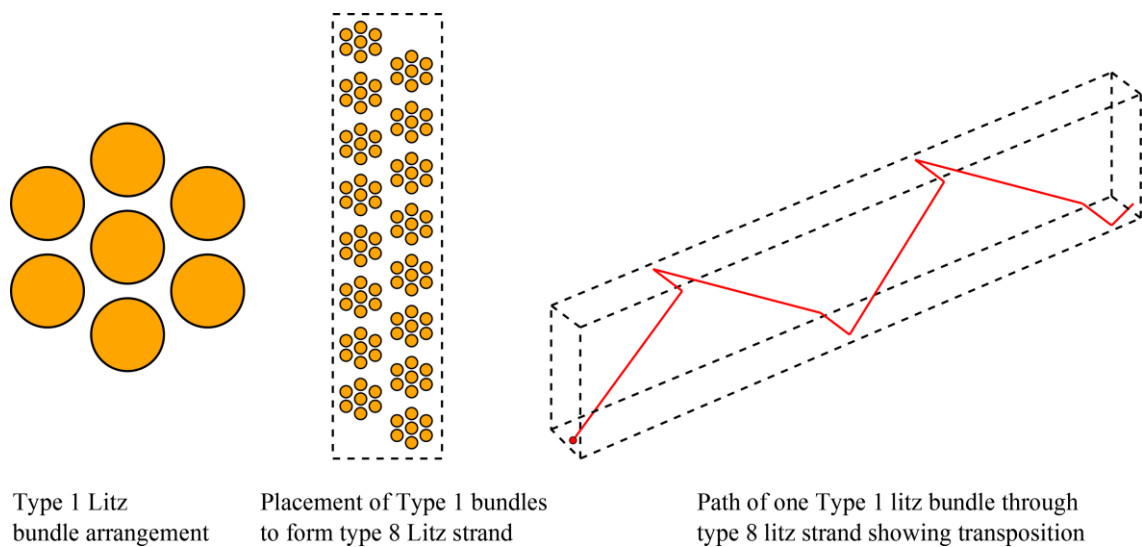 Type 1 Litz
bundle arrangement
Placement of Type 1 bundles
to form type 8 Litz strand
Path of one Type 1 litz bundle through
type 8 litz strand showing transposition